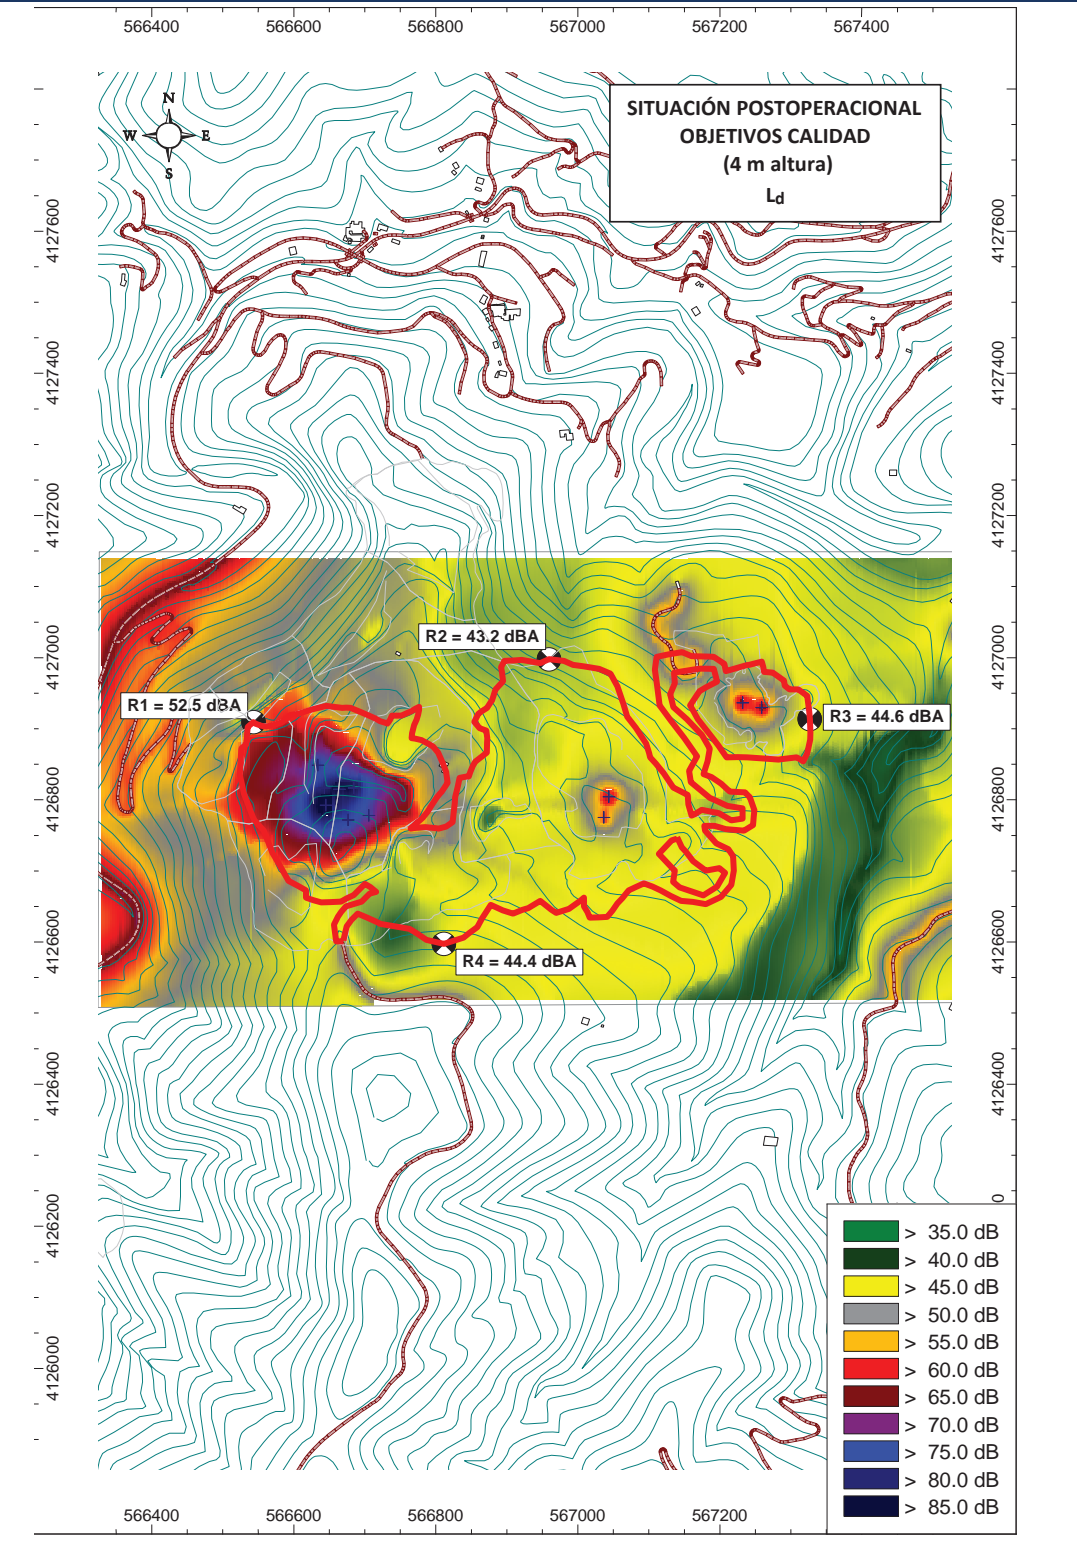 566400 566600 566800 567000 567200 567400
N
W E
S
SITUACIÓN POSTOPERACIONAL
OBJETIVOS CALIDAD
(4 m altura)
Ld
4127600 4127600
4127400 4127400
4127200 4127200
4127000 4127000
4126800 4126800
4126600 4126600
4126400 4126400
4126200 0
4126000
R2 = 43.2 dBA
R1 = 52.5 dBA
R3 = 44.6 dBA
R4 = 44.4 dBA
> 35.0 dB
> 40.0 dB
> 45.0 dB
> 50.0 dB
> 55.0 dB
> 60.0 dB
> 65.0 dB
> 70.0 dB
> 75.0 dB
> 80.0 dB
> 85.0 dB
566400 566600 566800 567000 567200